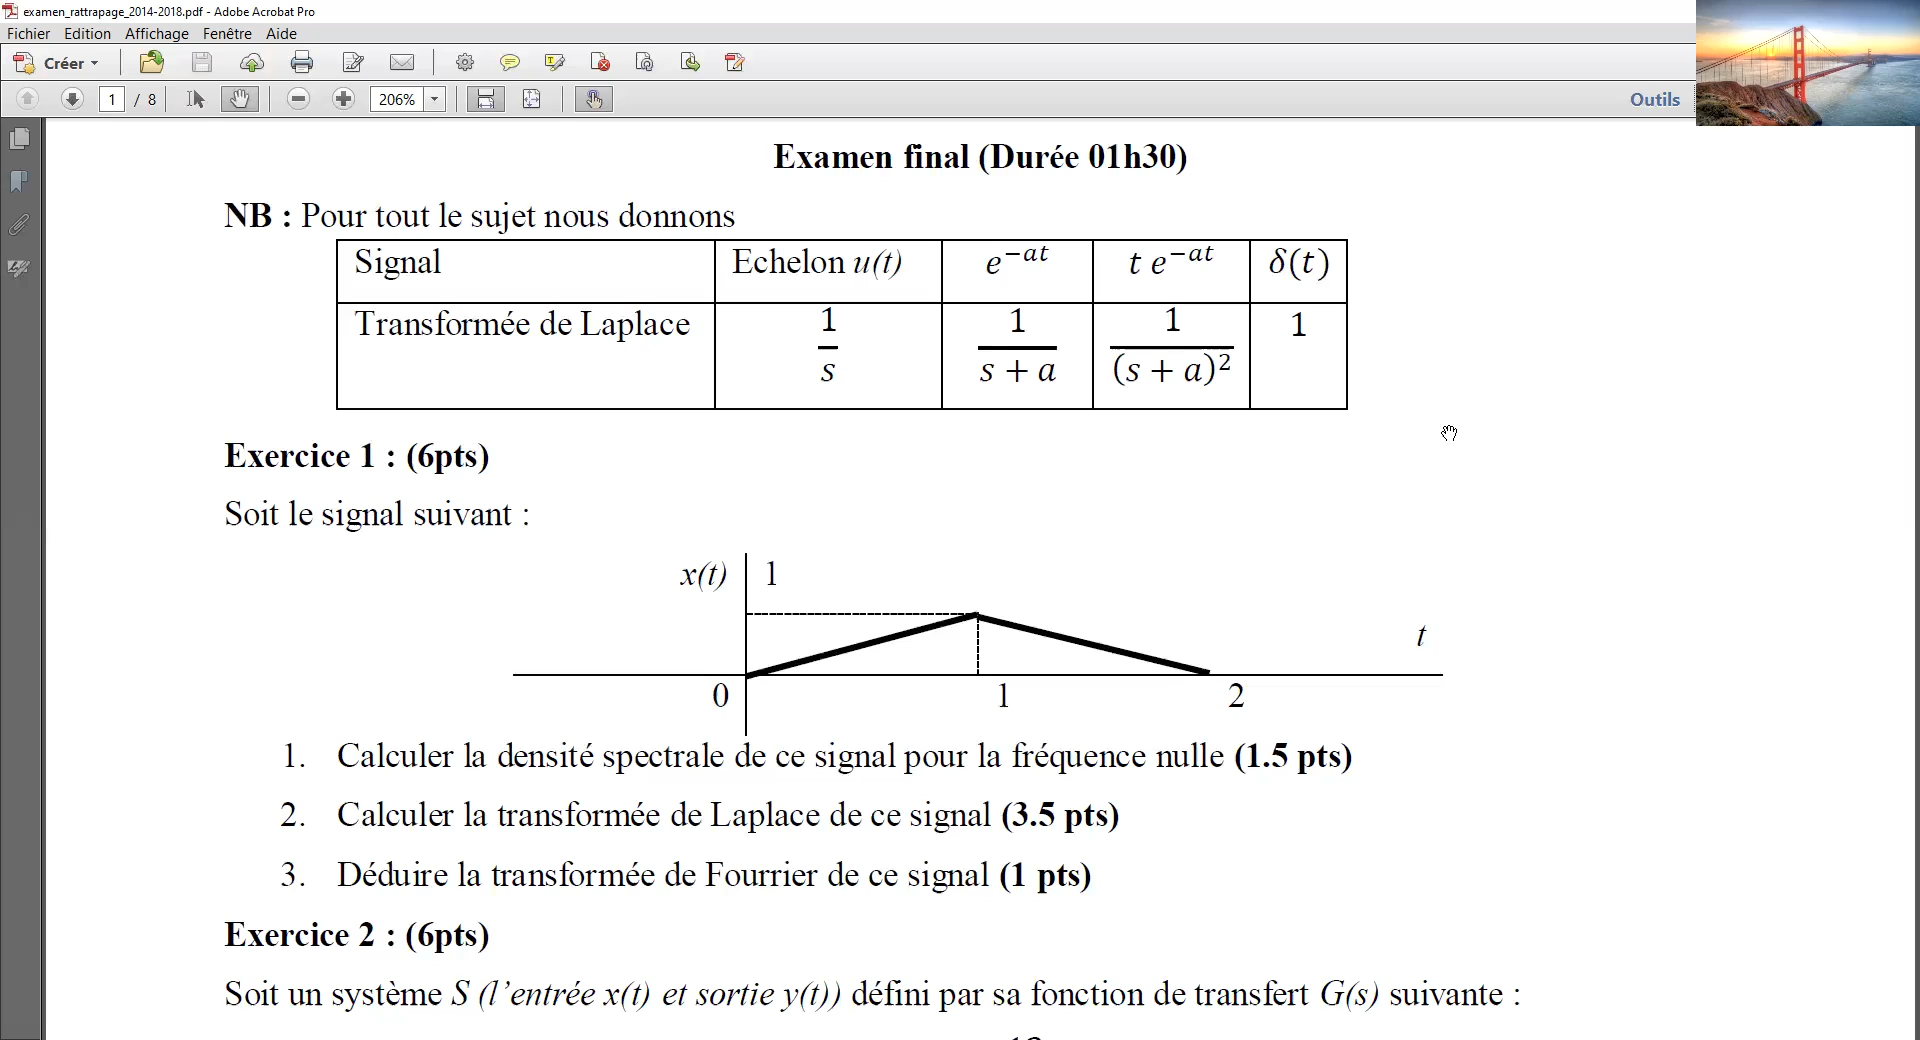 examen_rattrapage_2014-2018.pdf - Adobe Acrobat Pro
Fichier Edition Affichage Fenêtre Aide
Créer
1 / 8 206% Outils
Examen final (Durée 01h30)
NB : Pour tout le sujet nous donnons
Signal Echelon u(t) e^{-at} t e^{-at} δ(t)
Transformée de Laplace 1/s 1/(s + a) 1/(s + a)² 1
Exercice 1 : (6pts)
Soit le signal suivant :
x(t) 1
t
0 1 2
1. Calculer la densité spectrale de ce signal pour la fréquence nulle (1.5 pts)
2. Calculer la transformée de Laplace de ce signal (3.5 pts)
3. Déduire la transformée de Fourrier de ce signal (1 pts)
Exercice 2 : (6pts)
Soit un système S (l'entrée x(t) et sortie y(t)) défini par sa fonction de transfert G(s) suivante :